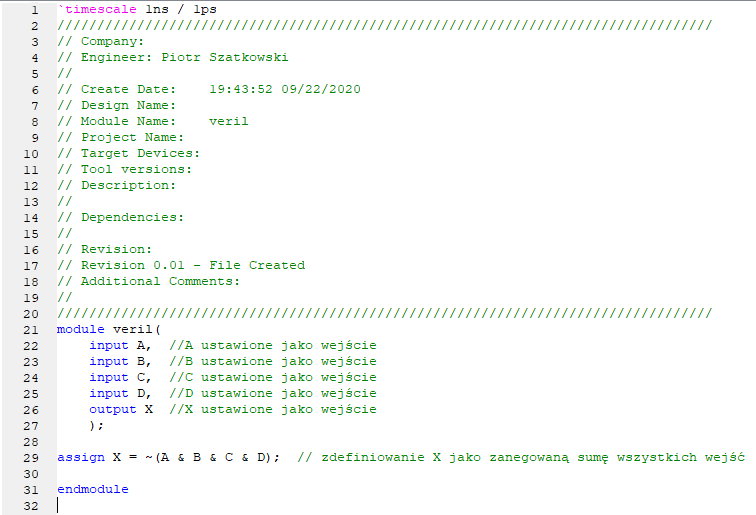 1 `timescale 1ns / 1ps
2 //////////////////////////////////////////////////////////////////////////////////
3 // Company:
4 // Engineer: Piotr Szatkowski
5 //
6 // Create Date:    19:43:52 09/22/2020
7 // Design Name:
8 // Module Name:    veril
9 // Project Name:
10 // Target Devices:
11 // Tool versions:
12 // Description:
13 //
14 // Dependencies:
15 //
16 // Revision:
17 // Revision 0.01 - File Created
18 // Additional Comments:
19 //
20 //////////////////////////////////////////////////////////////////////////////////
21 module veril(
22     input A,  //A ustawione jako wejście
23     input B,  //B ustawione jako wejście
24     input C,  //C ustawione jako wejście
25     input D,  //D ustawione jako wejście
26     output X  //X ustawione jako wejście
27     );
28
29 assign X = ~(A & B & C & D);  // zdefiniowanie X jako zanegowaną sumę wszystkich wejść
30
31 endmodule
32